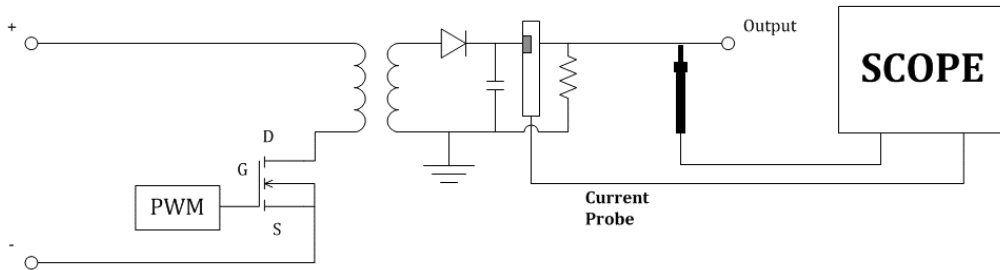 +
Output
SCOPE
D
G
PWM
S
Current
Probe
-